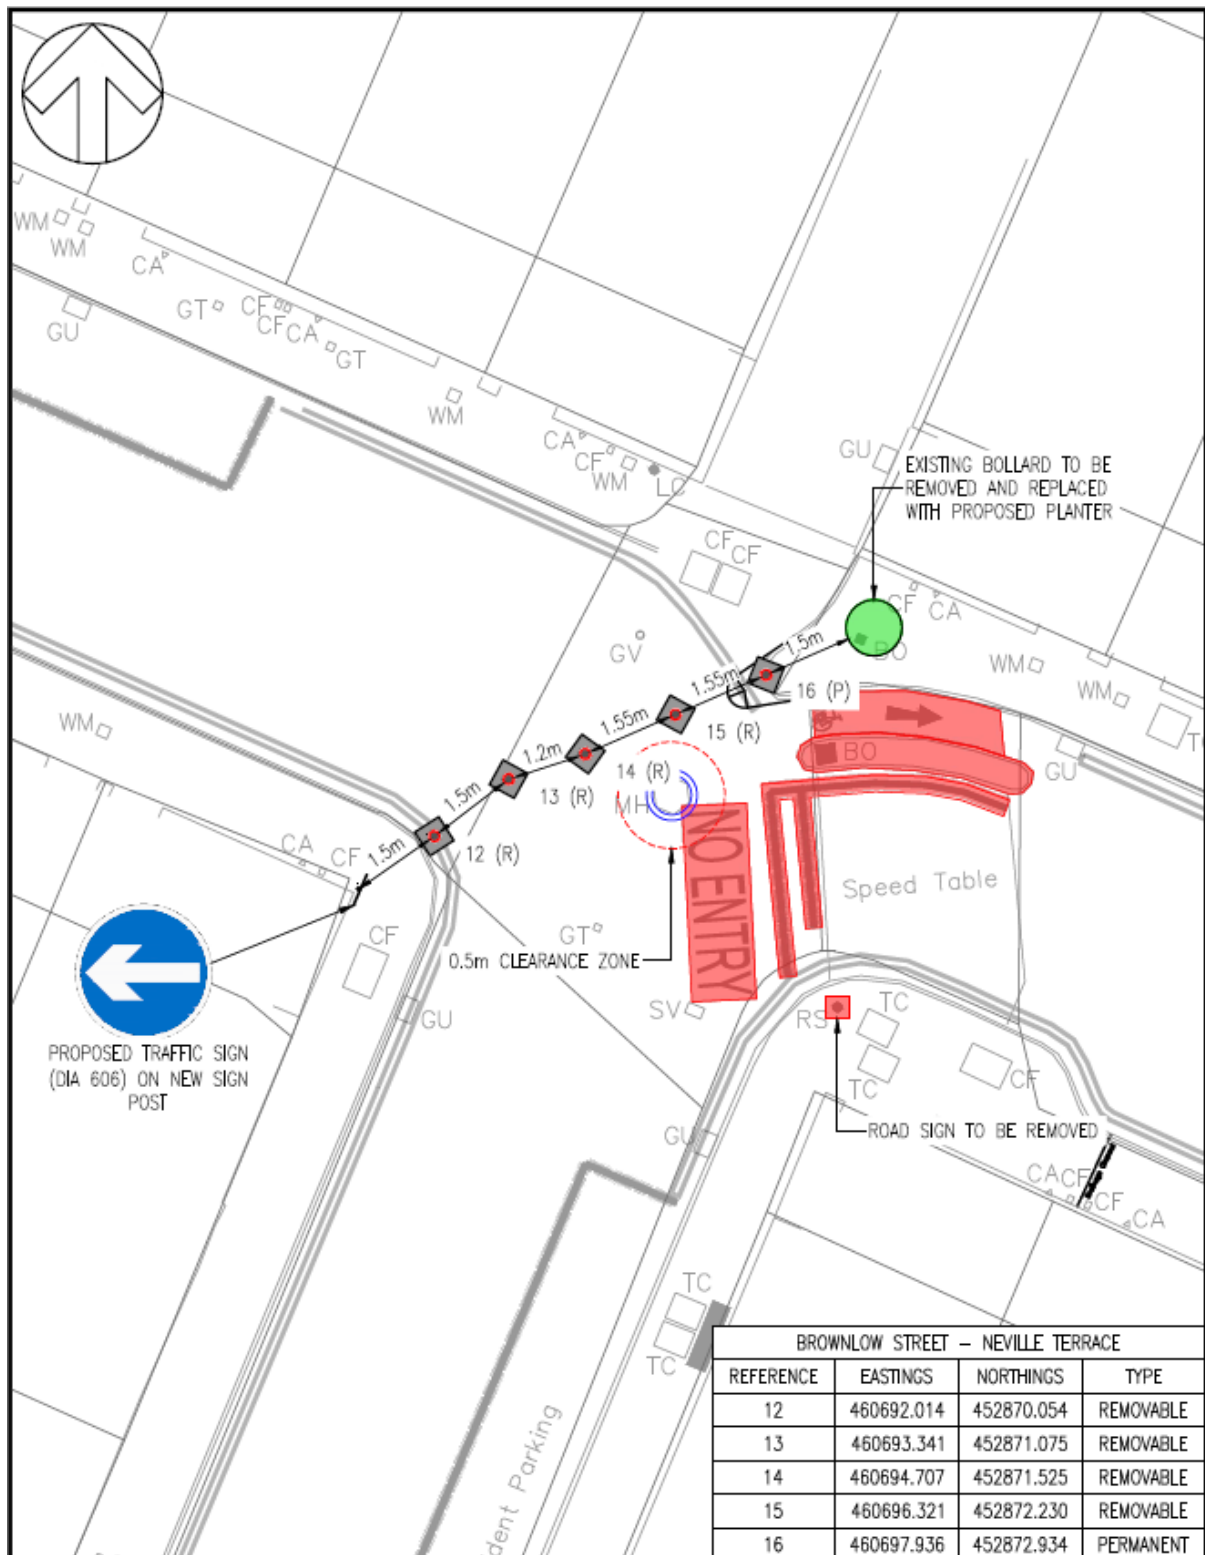 WM
WM
CA
GU
GT
CF
CF
CA
GT
WM
CA
CF
WM
LC
GU
EXISTING BOLLARD TO BE
REMOVED AND REPLACED
WITH PROPOSED PLANTER
CF
CF
CF
CA
GV
1.5m
BO
WM
WM
1.55m
16 (P)
15 (R)
1.55m
WM
1.2m
14 (R)
BO
GU
1.5m
13 (R)
MH
12 (R)
NO ENTRY
CA
CF
1.5m
Speed Table
CF
GT
0.5m CLEARANCE ZONE
SV
RS
TC
GU
PROPOSED TRAFFIC SIGN
(DIA 606) ON NEW SIGN
POST
TC
CF
GU
ROAD SIGN TO BE REMOVED
CA
CF
CF
CA
TC
TC
dent Parking
BROWNLOW STREET – NEVILLE TERRACE
REFERENCE EASTINGS NORTHINGS TYPE
12 460692.014 452870.054 REMOVABLE
13 460693.341 452871.075 REMOVABLE
14 460694.707 452871.525 REMOVABLE
15 460696.321 452872.230 REMOVABLE
16 460697.936 452872.934 PERMANENT